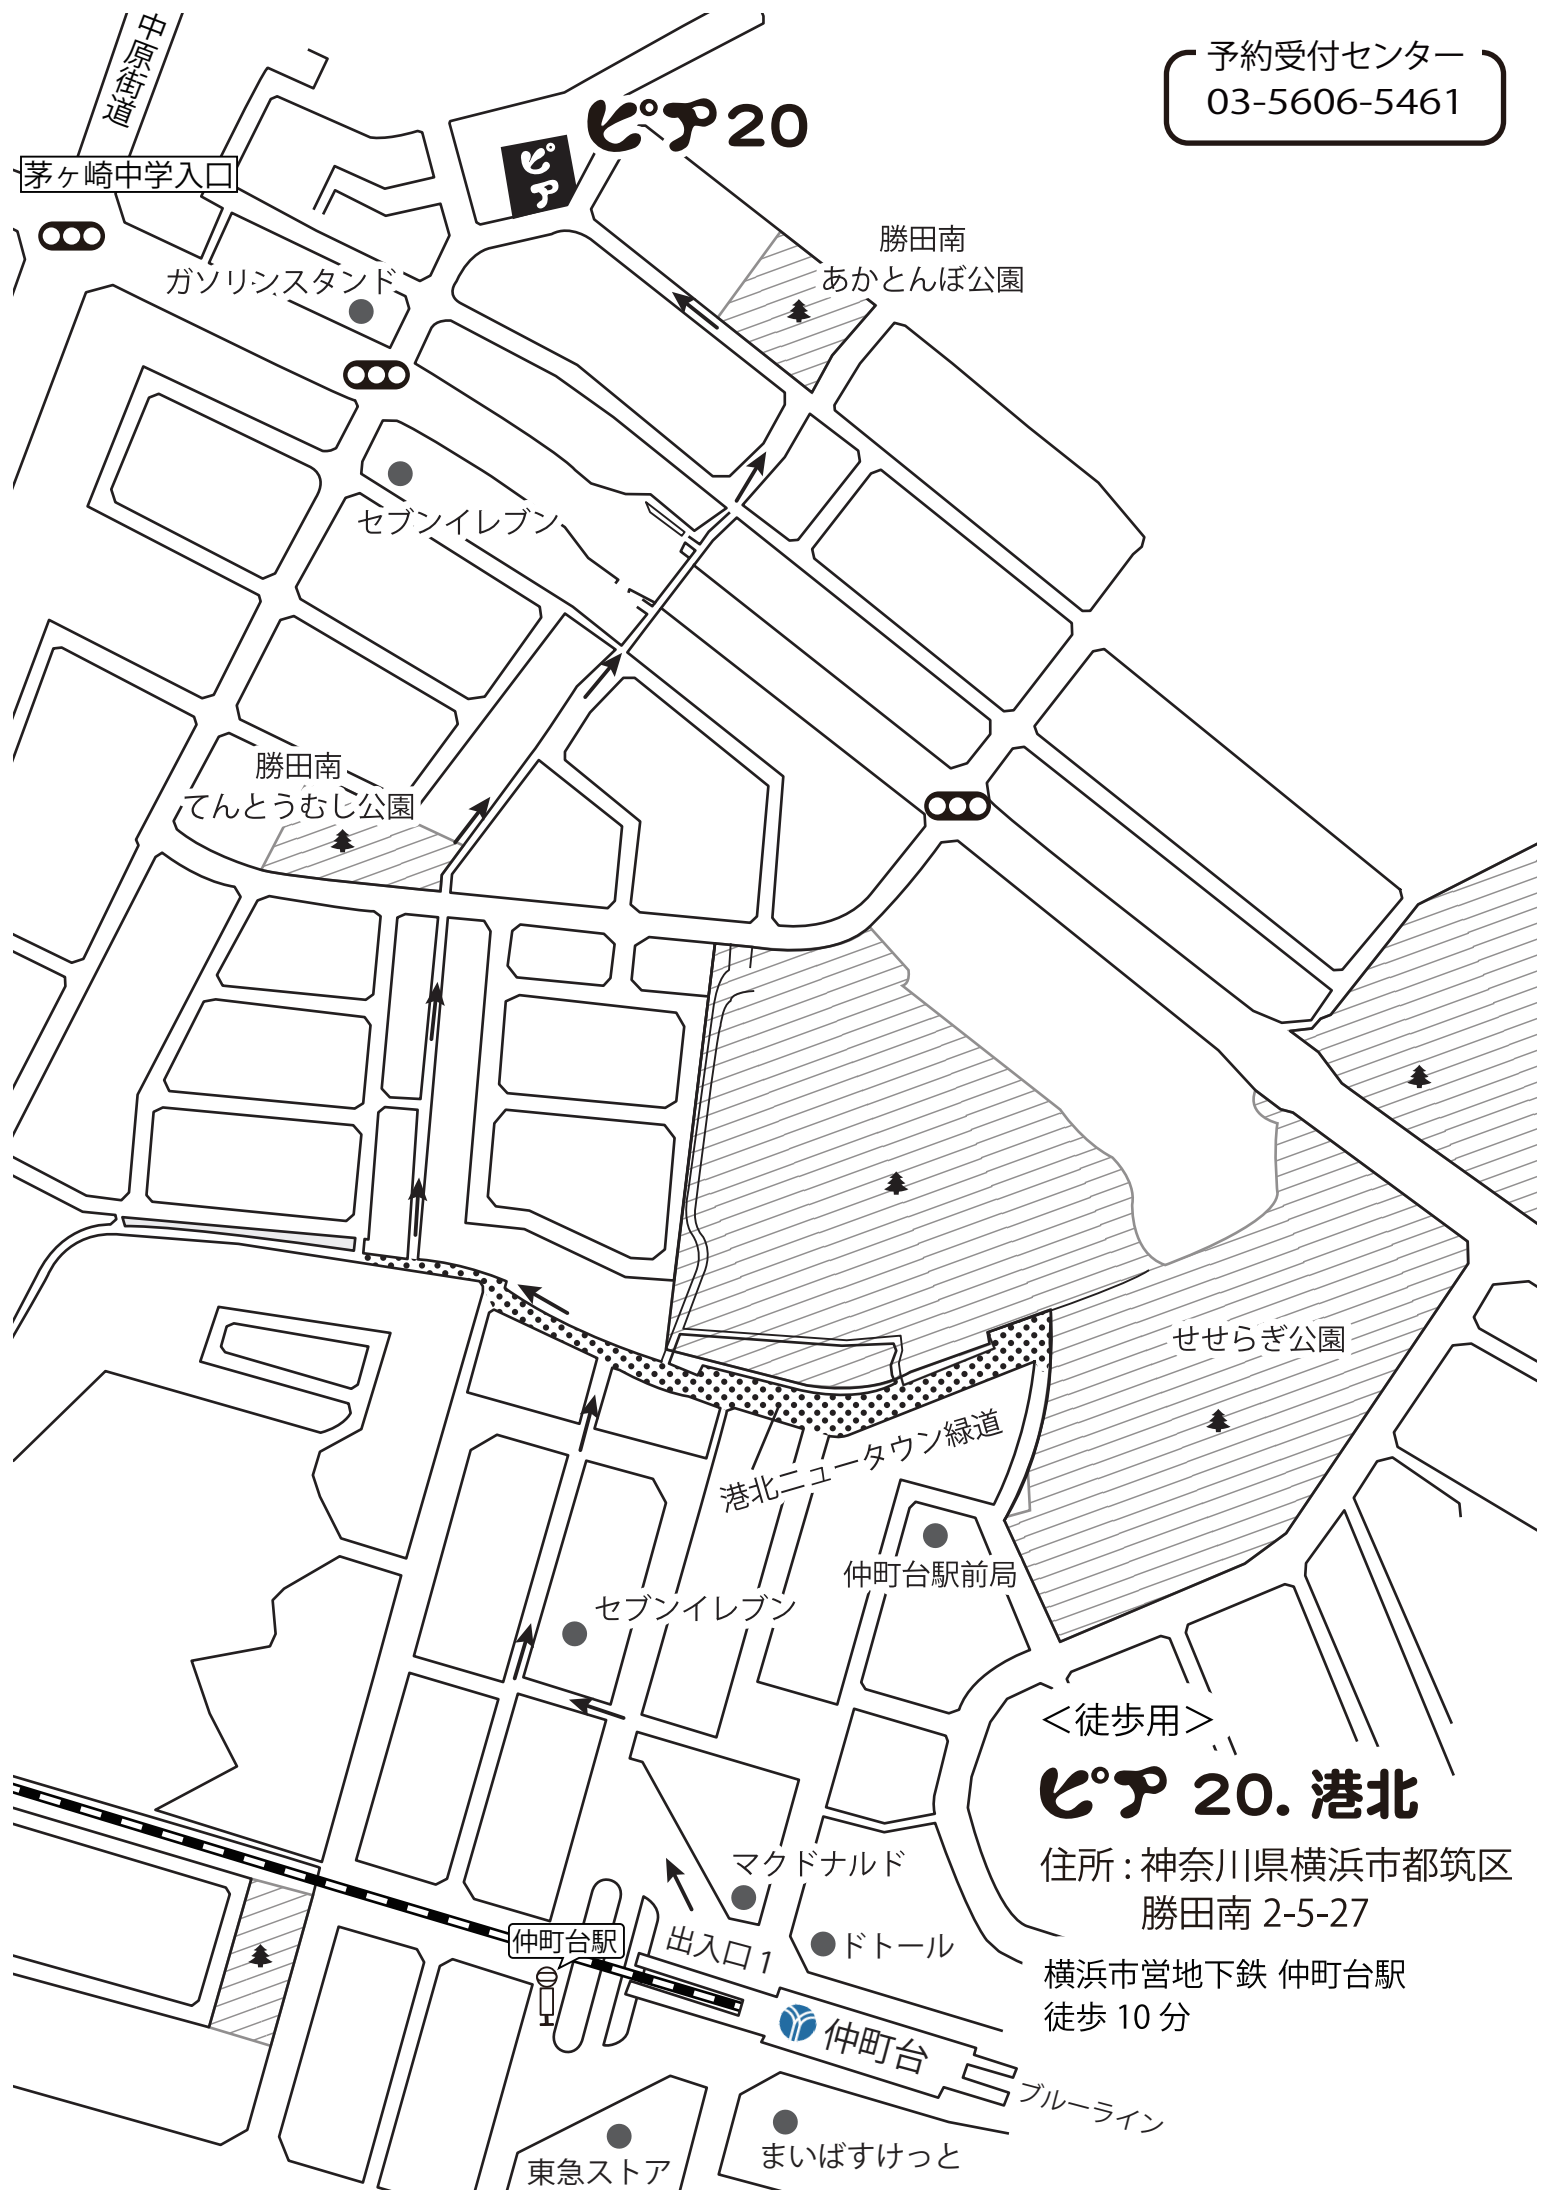 中原街道
予約受付センター
03-5606-5461
ピア20
ピア
茅ヶ崎中学入口
勝田南
あかとんぼ公園
ガソリンスタンド
セブンイレブン
勝田南
てんとうむし公園
せせらぎ公園
港北ニュータウン緑道
仲町台駅前局
セブンイレブン
＜徒歩用＞
ピア 20. 港北
マクドナルド
住所 : 神奈川県横浜市都筑区
勝田南 2-5-27
出入口 1
ドトール
仲町台駅
横浜市営地下鉄 仲町台駅
徒歩 10 分
仲町台
ブルーライン
まいばすけっと
東急ストア